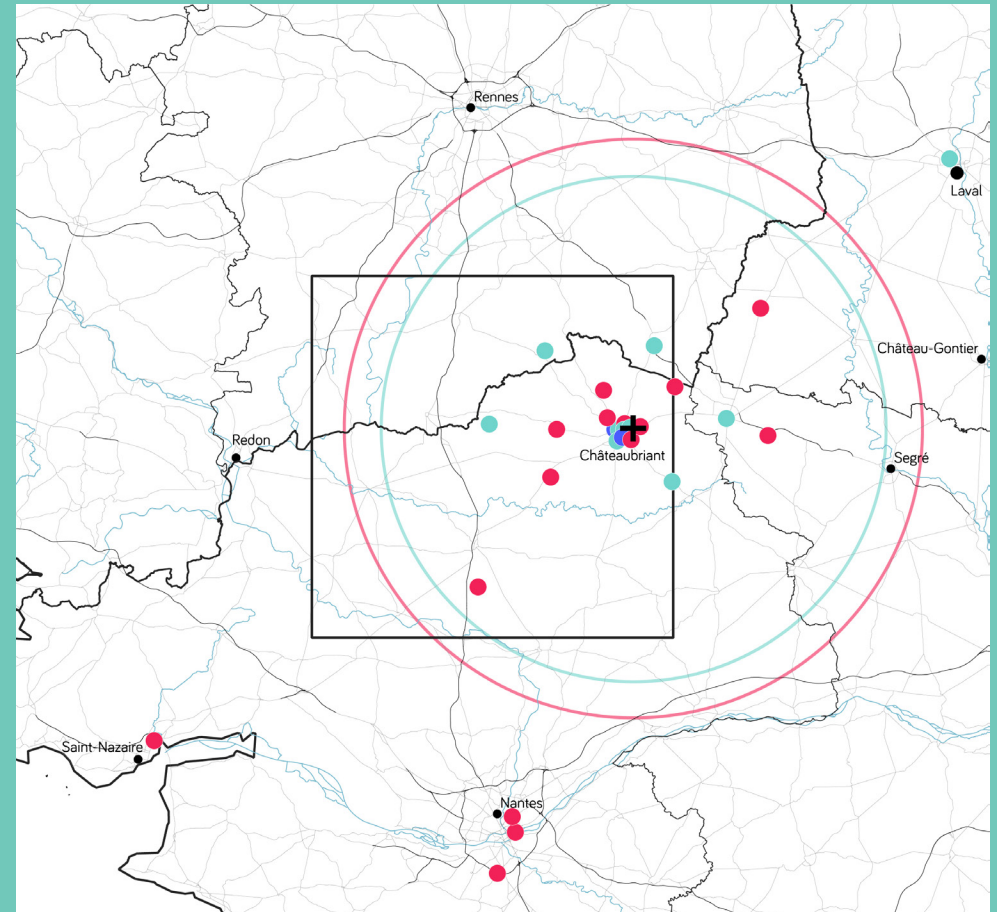 Rennes
Laval
Château-Gontier
Redon
Châteaubriant
Segré
Saint-Nazaire
Nantes